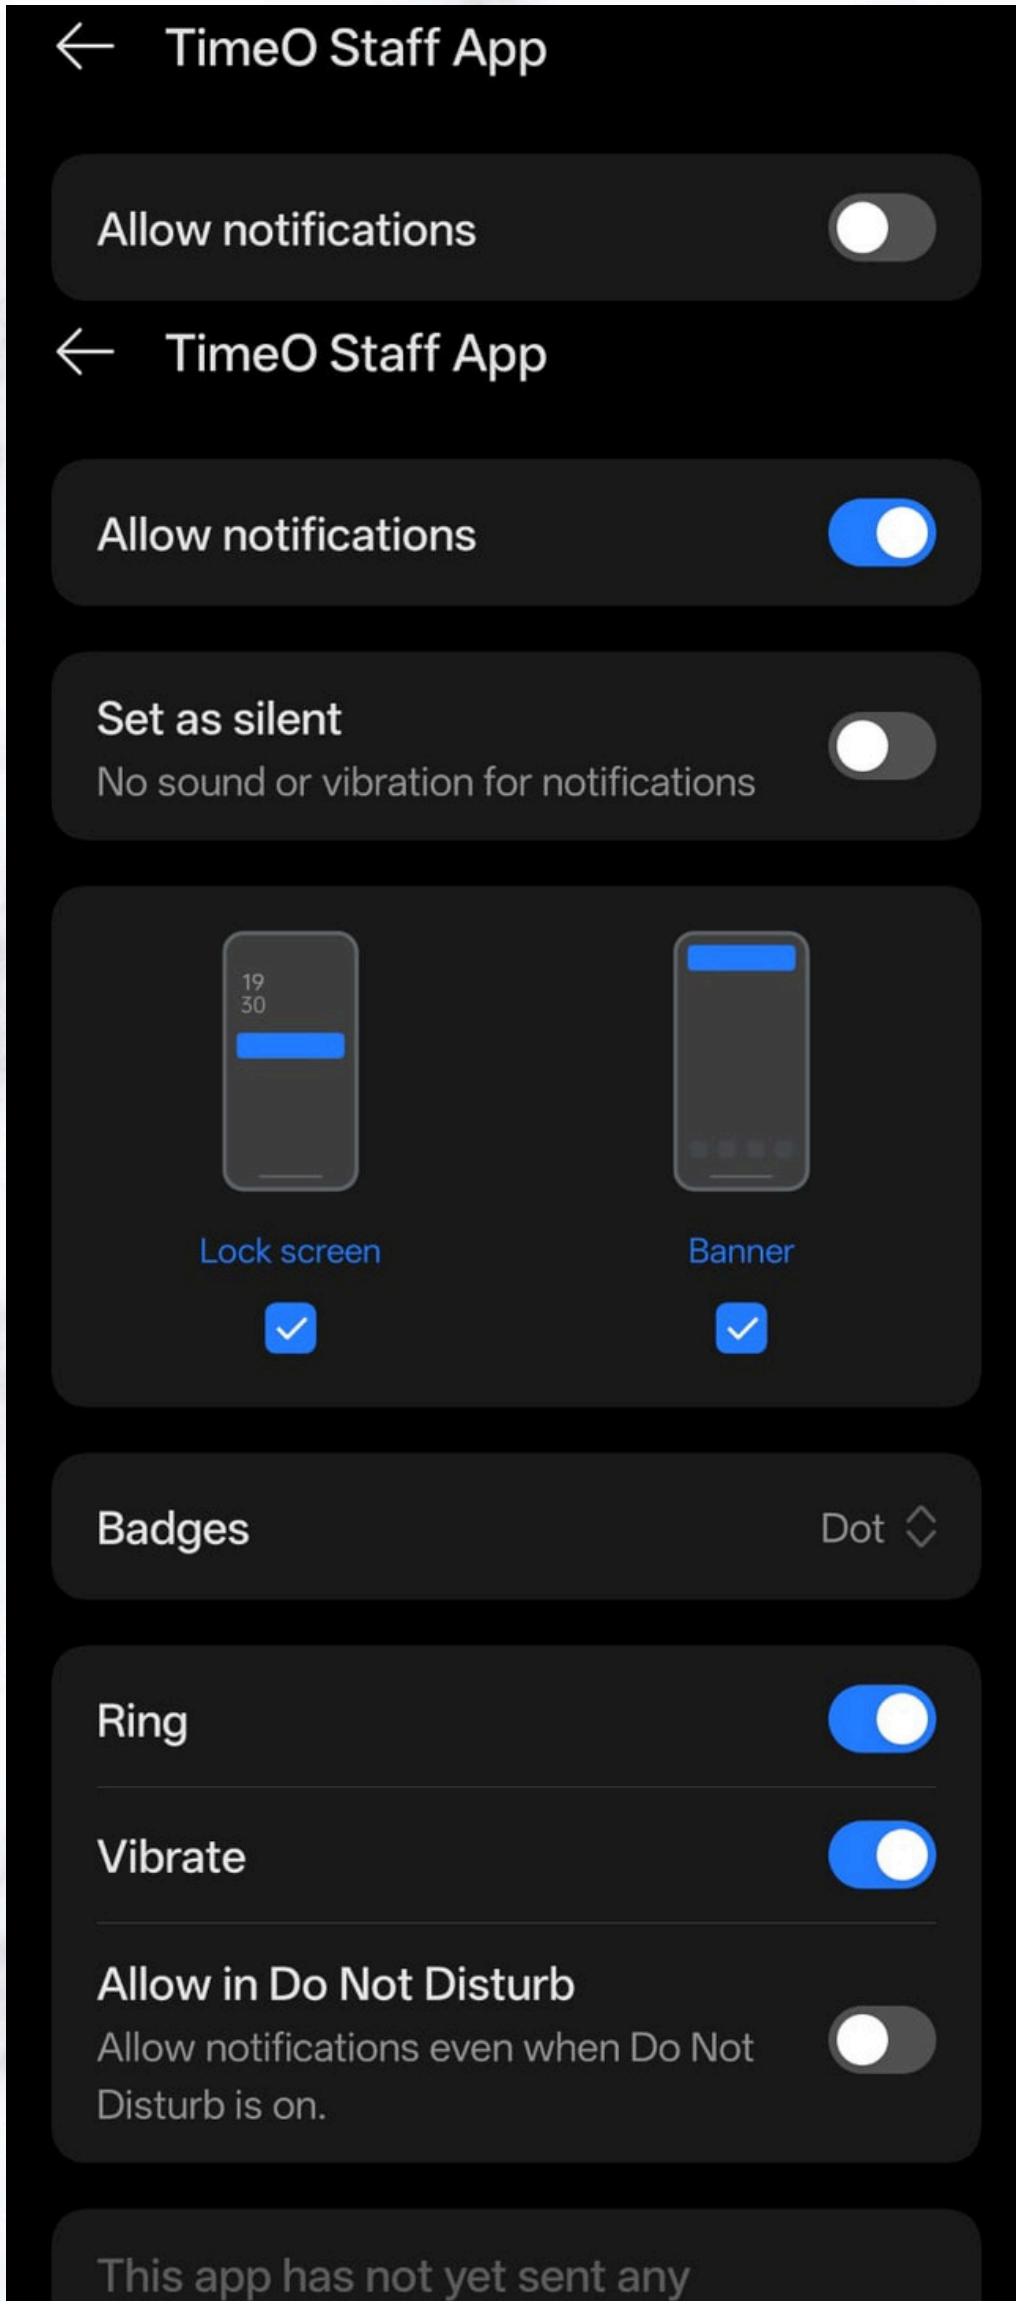 TimeO Staff App
Allow notifications
TimeO Staff App
Allow notifications
Set as silent
No sound or vibration for notifications
19
30
Lock screen
Banner
Badges
Dot
Ring
Vibrate
Allow in Do Not Disturb
Allow notifications even when Do Not
Disturb is on.
This app has not yet sent any